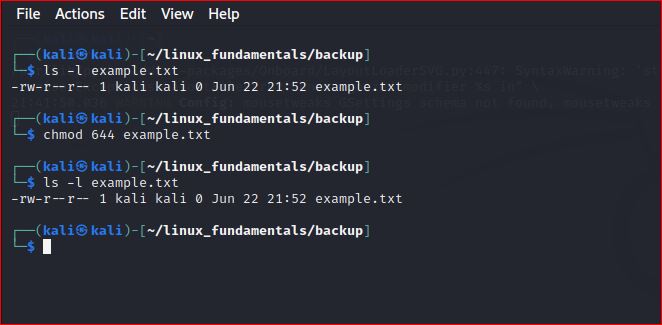 File Actions Edit View Help
┌──(kali㉿kali)-[~/linux_fundamentals/backup]
└─$ ls -l example.txt
-rw-rw-r-- 1 kali kali 0 Jun 22 21:52 example.txt
┌──(kali㉿kali)-[~/linux_fundamentals/backup]
└─$ chmod 644 example.txt
┌──(kali㉿kali)-[~/linux_fundamentals/backup]
└─$ ls -l example.txt
-rw-r--r-- 1 kali kali 0 Jun 22 21:52 example.txt
┌──(kali㉿kali)-[~/linux_fundamentals/backup]
└─$